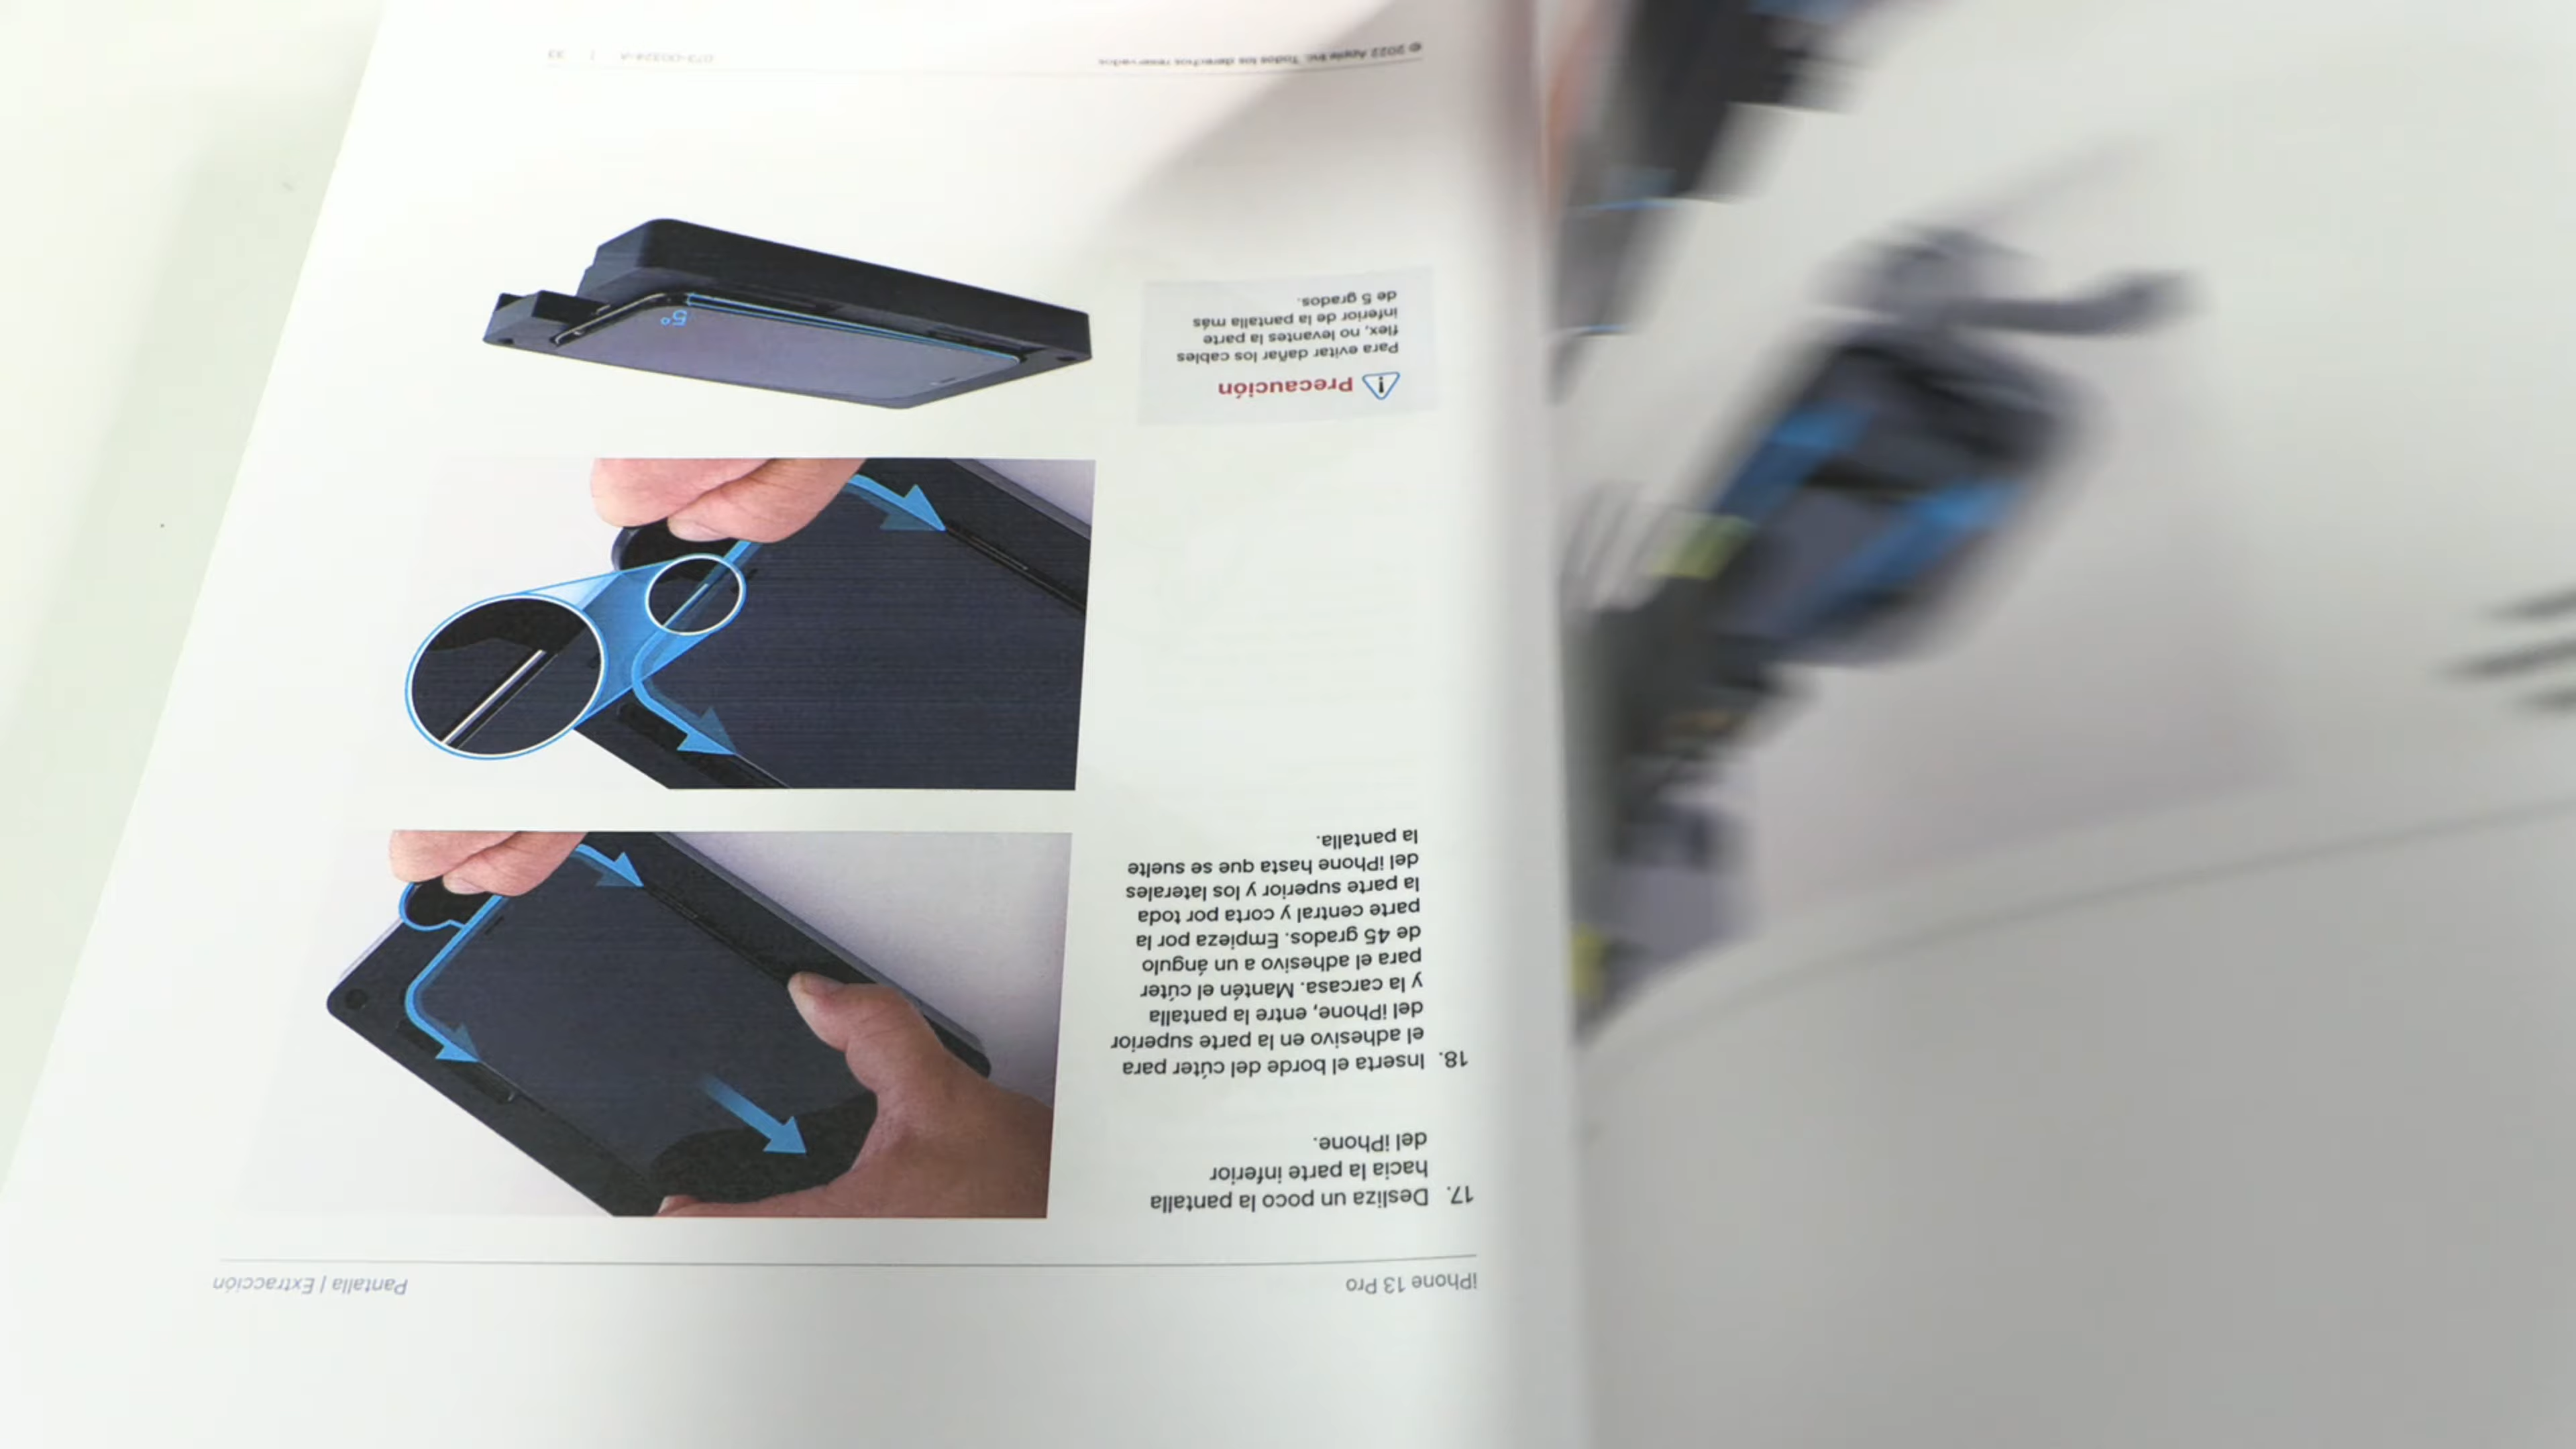 iPhone 13 Pro
Pantalla | Extracción
17. Desliza un poco la pantalla
hacia la parte inferior
del iPhone.
18. Inserta el borde del cúter para
el adhesivo en la parte superior
del iPhone, entre la pantalla
y la carcasa. Mantén el cúter
para el adhesivo a un ángulo
de 45 grados. Empieza por la
parte central y corta por toda
la parte superior y los laterales
del iPhone hasta que se suelte
la pantalla.
Precaución
Para evitar dañar los cables
flex, no levantes la parte
inferior de la pantalla más
de 5 grados.
5°
© 2022 Apple Inc. Todos los derechos reservados
073-00324-A | 33